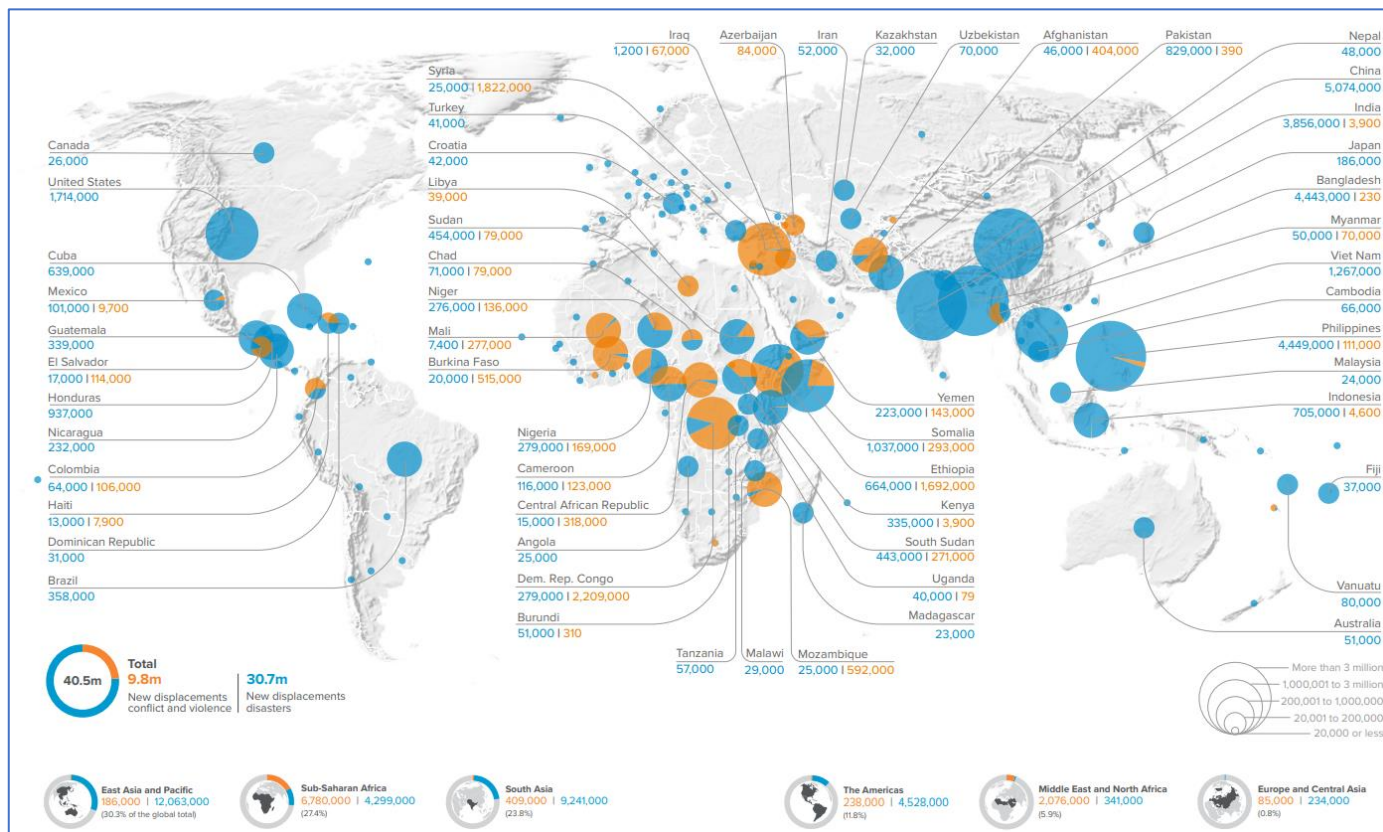 Iraq
1,200 | 67,000
Azerbaijan
84,000
Iran
52,000
Kazakhstan
32,000
Uzbekistan
70,000
Afghanistan
46,000 | 404,000
Pakistan
829,000 | 390
Nepal
48,000
China
5,074,000
India
3,856,000 | 3,900
Japan
186,000
Bangladesh
4,443,000 | 230
Myanmar
50,000 | 70,000
Viet Nam
1,267,000
Cambodia
66,000
Philippines
4,449,000 | 111,000
Malaysia
24,000
Indonesia
705,000 | 4,600
Syria
25,000 | 1,822,000
Turkey
41,000
Croatia
42,000
Libya
39,000
Sudan
454,000 | 79,000
Chad
71,000 | 79,000
Niger
276,000 | 136,000
Mali
7,400 | 277,000
Burkina Faso
20,000 | 515,000
Canada
26,000
United States
1,714,000
Cuba
639,000
Mexico
101,000 | 9,700
Guatemala
339,000
El Salvador
17,000 | 114,000
Honduras
937,000
Nicaragua
232,000
Colombia
64,000 | 106,000
Haiti
13,000 | 7,900
Dominican Republic
31,000
Brazil
358,000
Nigeria
279,000 | 169,000
Cameroon
116,000 | 123,000
Central African Republic
15,000 | 318,000
Angola
25,000
Dem. Rep. Congo
279,000 | 2,209,000
Burundi
51,000 | 310
Tanzania
57,000
Malawi
29,000
Mozambique
25,000 | 592,000
Yemen
223,000 | 143,000
Somalia
1,037,000 | 293,000
Ethiopia
664,000 | 1,692,000
Kenya
335,000 | 3,900
South Sudan
443,000 | 271,000
Uganda
40,000 | 79
Madagascar
23,000
Fiji
37,000
Vanuatu
80,000
Australia
51,000
40.5m
Total
9.8m
New displacements
conflict and violence
30.7m
New displacements
disasters
More than 3 million
1,000,001 to 3 million
200,001 to 1,000,000
20,001 to 200,000
20,000 or less
East Asia and Pacific
186,000 | 12,063,000
(30.3% of the global total)
Sub-Saharan Africa
6,780,000 | 4,299,000
(27.4%)
South Asia
409,000 | 9,241,000
(23.8%)
The Americas
238,000 | 4,528,000
(11.8%)
Middle East and North Africa
2,076,000 | 341,000
(5.9%)
Europe and Central Asia
85,000 | 234,000
(0.8%)